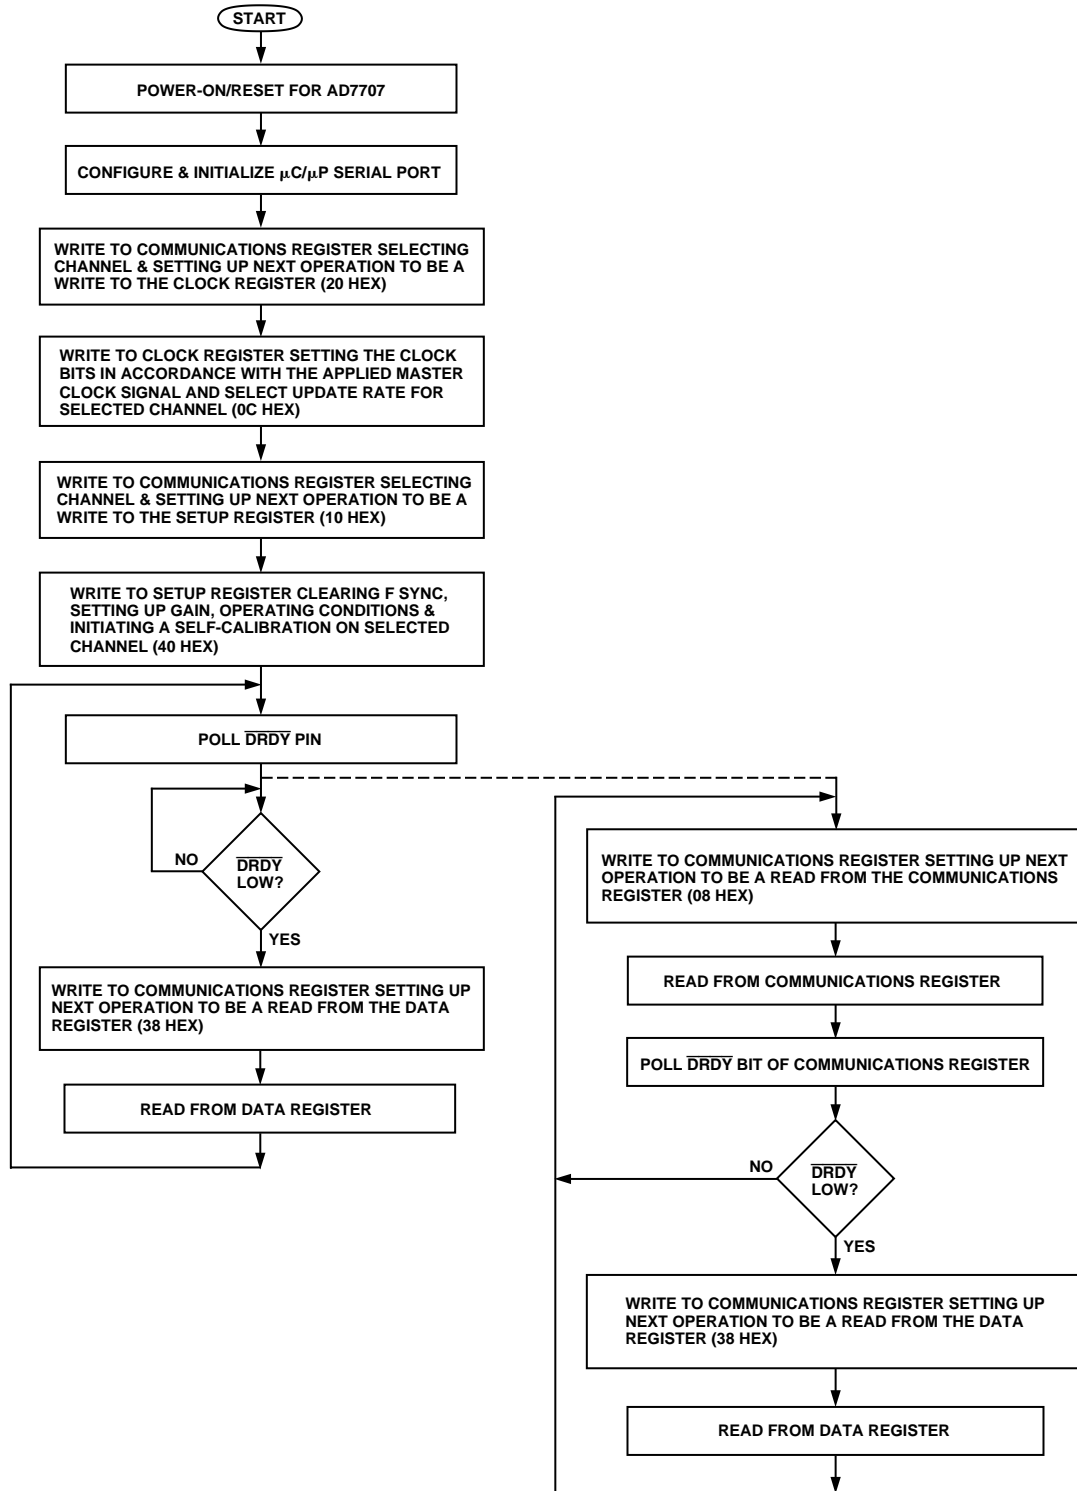 START
POWER-ON/RESET FOR AD7707
CONFIGURE & INITIALIZE μC/μP SERIAL PORT
WRITE TO COMMUNICATIONS REGISTER SELECTING
CHANNEL & SETTING UP NEXT OPERATION TO BE A
WRITE TO THE CLOCK REGISTER (20 HEX)
WRITE TO CLOCK REGISTER SETTING THE CLOCK
BITS IN ACCORDANCE WITH THE APPLIED MASTER
CLOCK SIGNAL AND SELECT UPDATE RATE FOR
SELECTED CHANNEL (0C HEX)
WRITE TO COMMUNICATIONS REGISTER SELECTING
CHANNEL & SETTING UP NEXT OPERATION TO BE A
WRITE TO THE SETUP REGISTER (10 HEX)
WRITE TO SETUP REGISTER CLEARING F SYNC,
SETTING UP GAIN, OPERATING CONDITIONS &
INITIATING A SELF-CALIBRATION ON SELECTED
CHANNEL (40 HEX)
POLL DRDY PIN
NO
DRDY
LOW?
YES
WRITE TO COMMUNICATIONS REGISTER SETTING UP
NEXT OPERATION TO BE A READ FROM THE DATA
REGISTER (38 HEX)
READ FROM DATA REGISTER
WRITE TO COMMUNICATIONS REGISTER SETTING UP NEXT
OPERATION TO BE A READ FROM THE COMMUNICATIONS
REGISTER (08 HEX)
READ FROM COMMUNICATIONS REGISTER
POLL DRDY BIT OF COMMUNICATIONS REGISTER
NO
DRDY
LOW?
YES
WRITE TO COMMUNICATIONS REGISTER SETTING UP
NEXT OPERATION TO BE A READ FROM THE DATA
REGISTER (38 HEX)
READ FROM DATA REGISTER